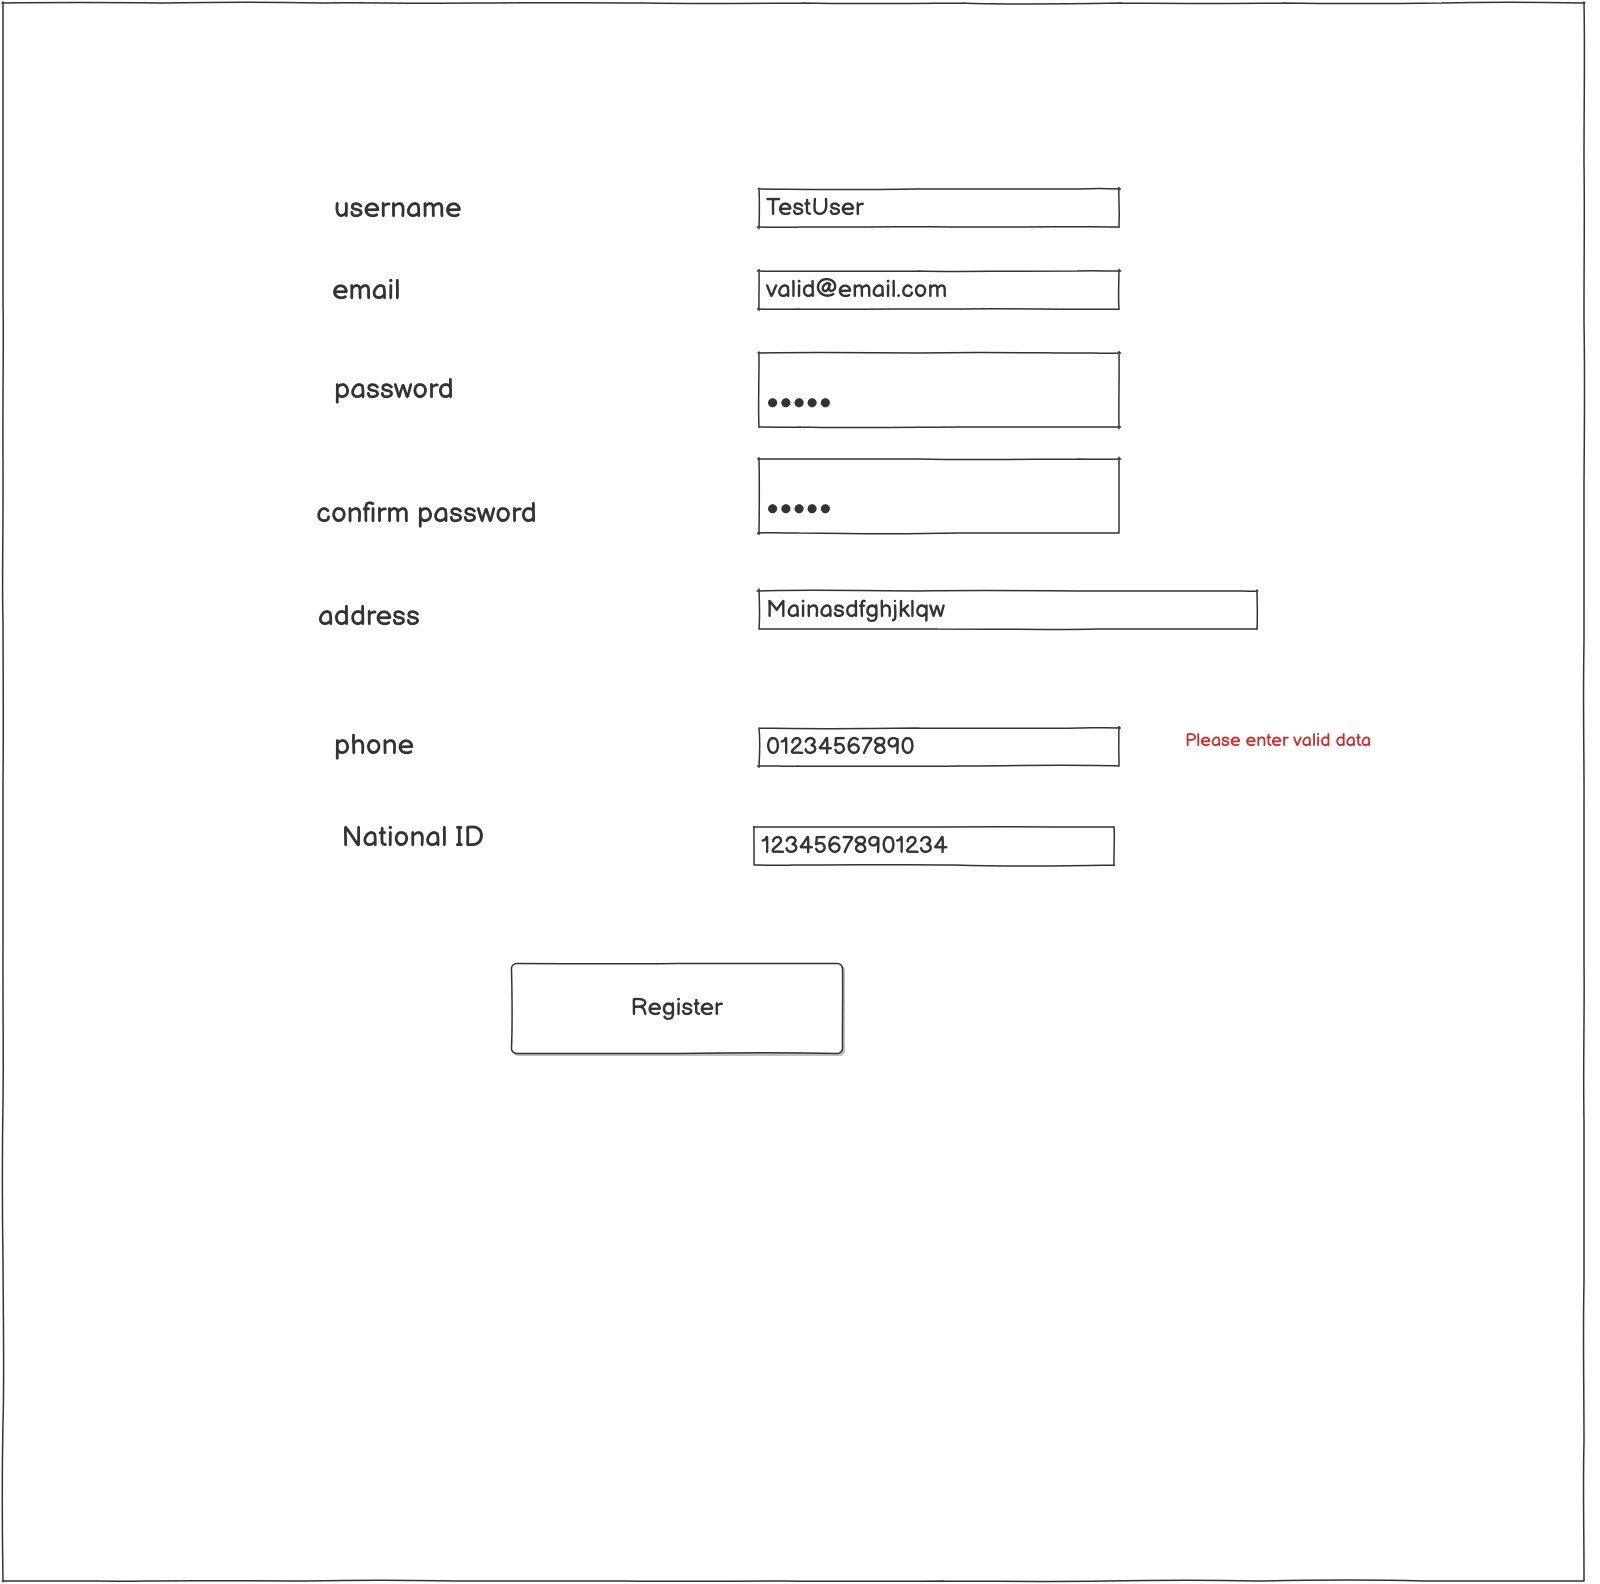 username
TestUser
email
valid@email.com
password
•••••
confirm password
•••••
address
Mainasdfghjklqw
phone
01234567890
Please enter valid data
National ID
12345678901234
Register